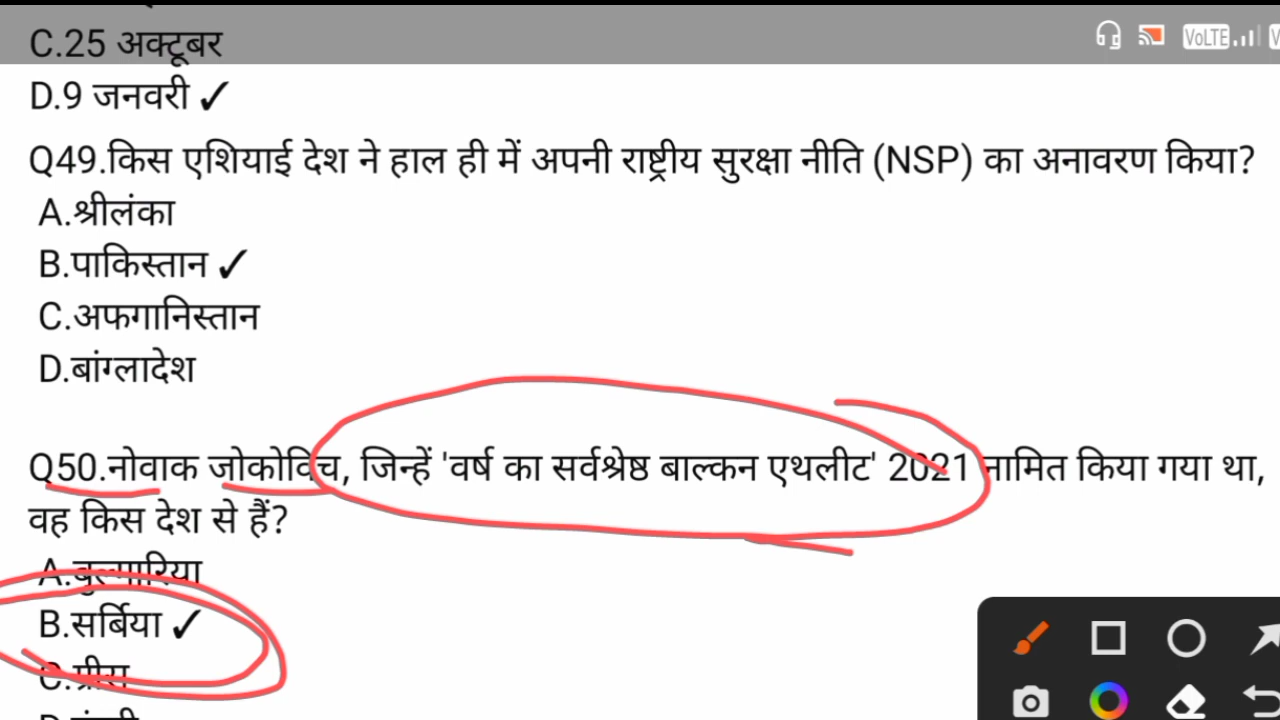 C.25 अक्टूबर
VoLTE
D.9 जनवरी ✓
Q49.किस एशियाई देश ने हाल ही में अपनी राष्ट्रीय सुरक्षा नीति (NSP) का अनावरण किया?
A.श्रीलंका
B.पाकिस्तान ✓
C.अफगानिस्तान
D.बांग्लादेश
Q50.नोवाक जोकोविच, जिन्हें 'वर्ष का सर्वश्रेष्ठ बाल्कन एथलीट' 2021 नामित किया गया था,
वह किस देश से हैं?
A.बुल्गारिया
B.सर्बिया ✓
C.ग्रीस